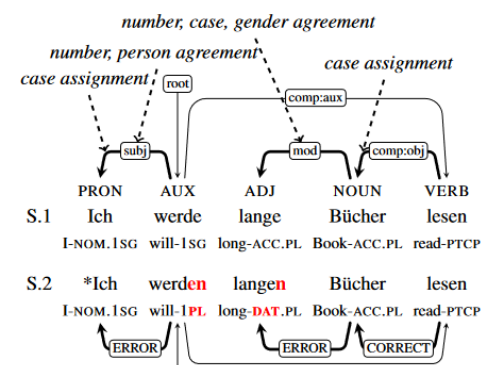 number, case, gender agreement
number, person agreement
case assignment
case assignment
root
comp:aux
subj
mod
comp:obj
PRON AUX ADJ NOUN VERB
S.1 Ich werde lange Bücher lesen
I-NOM.1SG will-1SG long-ACC.PL Book-ACC.PL read-PTCP
S.2 *Ich werden langen Bücher lesen
I-NOM.1SG will-1PL long-DAT.PL Book-ACC.PL read-PTCP
ERROR ERROR CORRECT